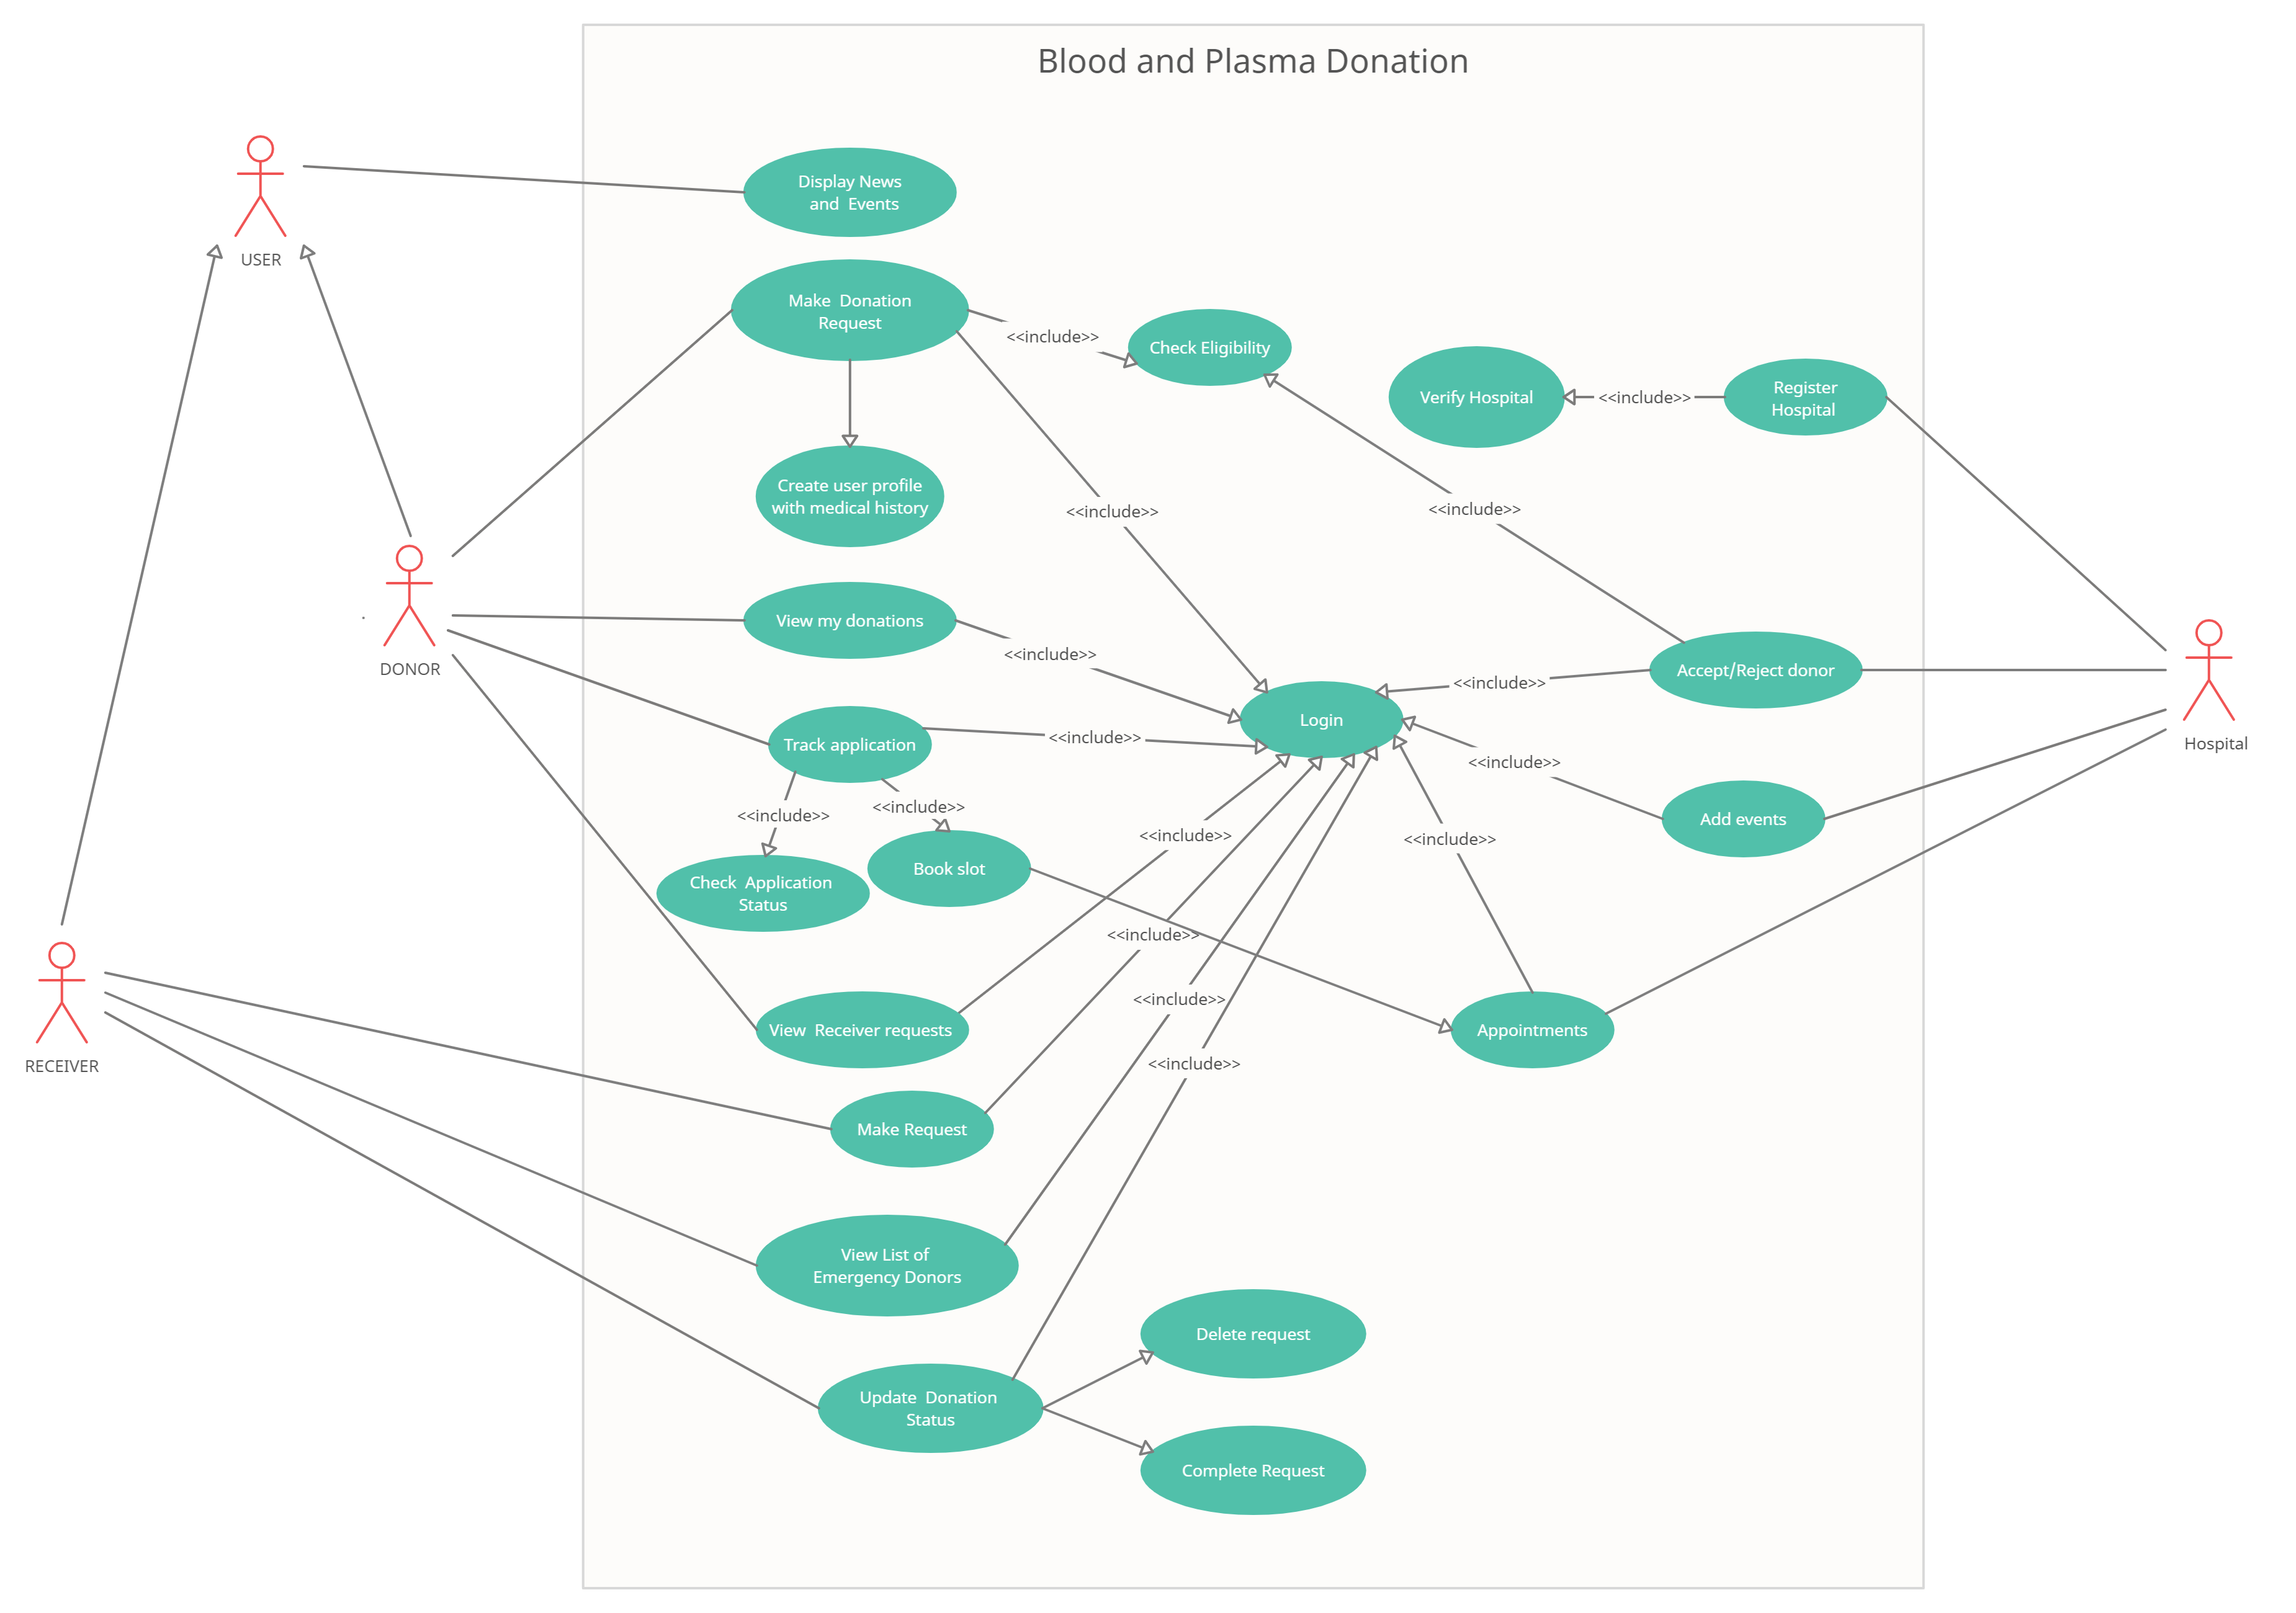 Blood and Plasma Donation
USER
Display News
and  Events
Make  Donation
Request
<<include>>
Check Eligibility
Verify Hospital
<<include>>
Register
Hospital
Create user profile
with medical history
<<include>>
<<include>>
DONOR
View my donations
<<include>>
Accept/Reject donor
<<include>>
Login
Hospital
Track application
<<include>>
<<include>>
Add events
<<include>>
<<include>>
<<include>>
<<include>>
Check  Application
Status
Book slot
<<include>>
<<include>>
View  Receiver requests
Appointments
RECEIVER
<<include>>
Make Request
View List of
Emergency Donors
Delete request
Update  Donation
Status
Complete Request